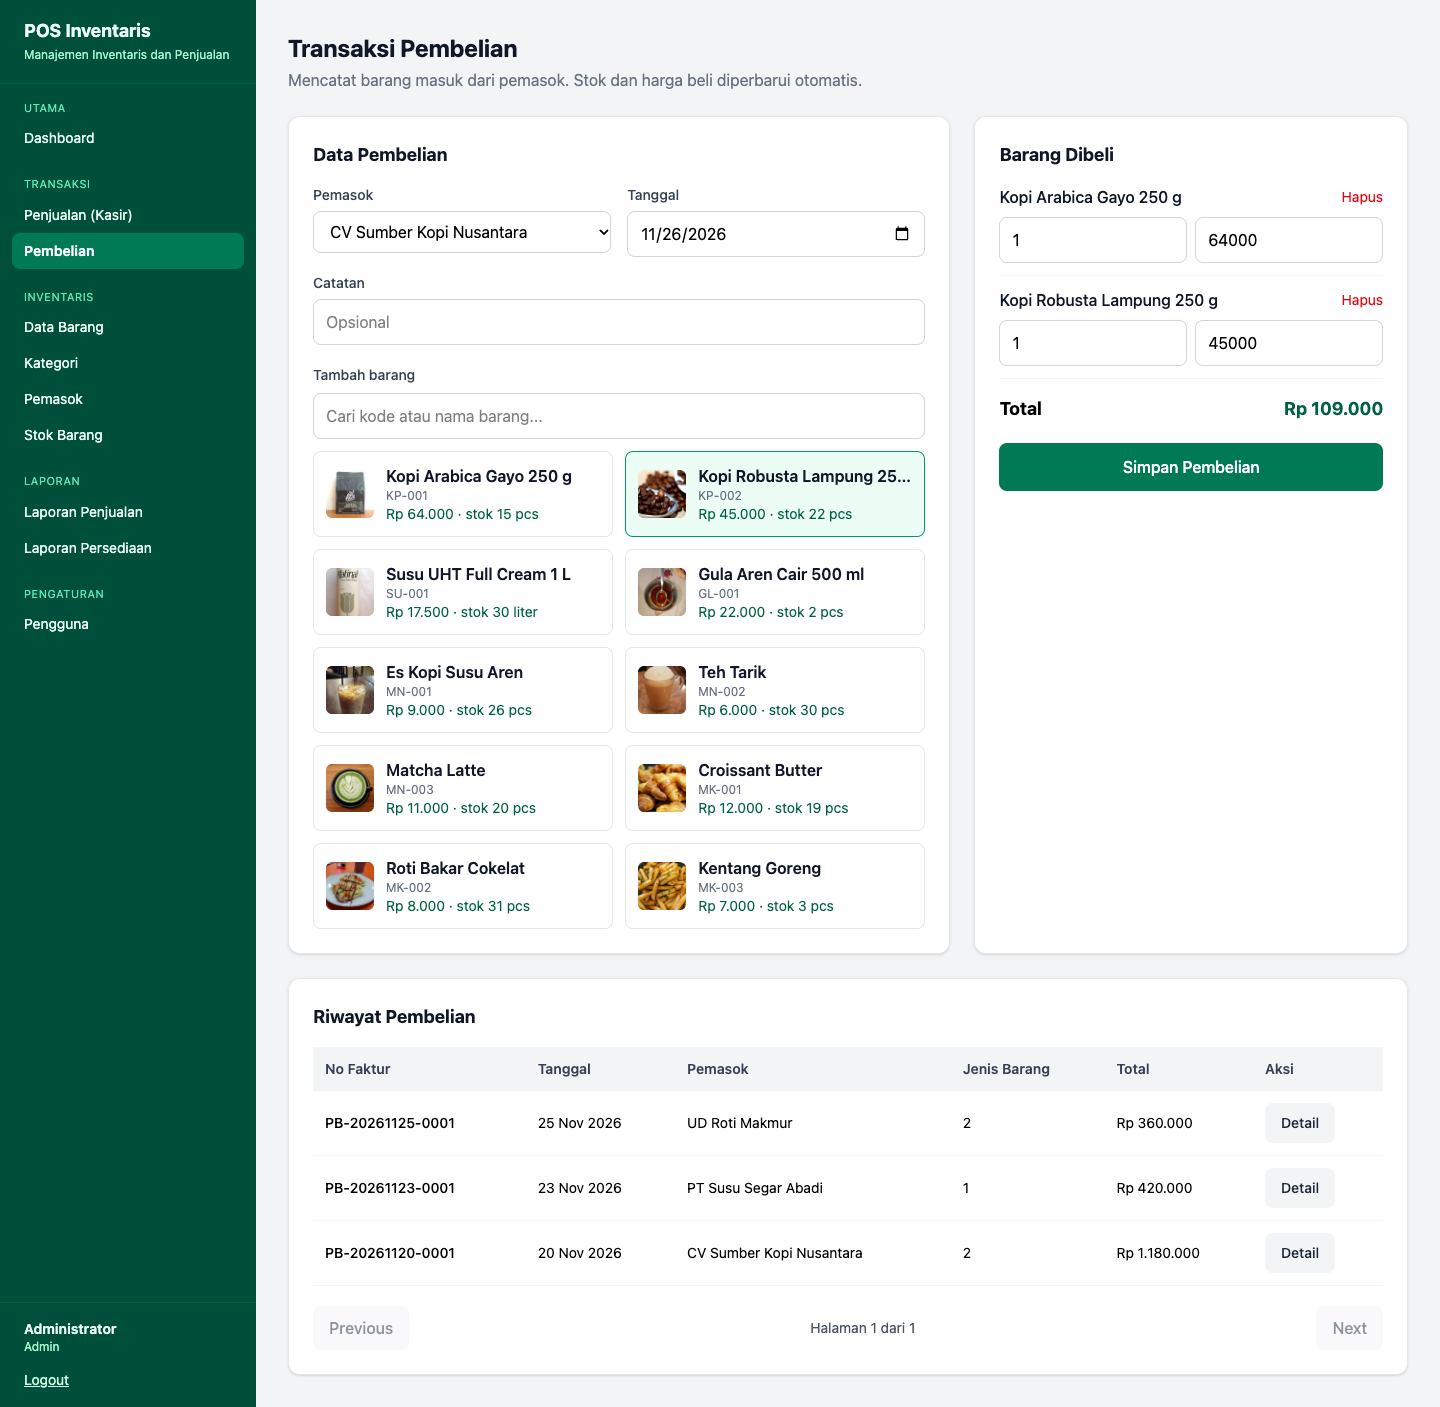 POS Inventaris
Manajemen Inventaris dan Penjualan
UTAMA
Dashboard
TRANSAKSI
Penjualan (Kasir)
Pembelian
INVENTARIS
Data Barang
Kategori
Pemasok
Stok Barang
LAPORAN
Laporan Penjualan
Laporan Persediaan
PENGATURAN
Pengguna
Administrator
Admin
Logout
Transaksi Pembelian
Mencatat barang masuk dari pemasok. Stok dan harga beli diperbarui otomatis.
Data Pembelian
Pemasok
CV Sumber Kopi Nusantara
Tanggal
11/26/2026
Catatan
Opsional
Tambah barang
Cari kode atau nama barang...
Kopi Arabica Gayo 250 g
KP-001
Rp 64.000 · stok 15 pcs
Kopi Robusta Lampung 25...
KP-002
Rp 45.000 · stok 22 pcs
Susu UHT Full Cream 1 L
SU-001
Rp 17.500 · stok 30 liter
Gula Aren Cair 500 ml
GL-001
Rp 22.000 · stok 2 pcs
Es Kopi Susu Aren
MN-001
Rp 9.000 · stok 26 pcs
Teh Tarik
MN-002
Rp 6.000 · stok 30 pcs
Matcha Latte
MN-003
Rp 11.000 · stok 20 pcs
Croissant Butter
MK-001
Rp 12.000 · stok 19 pcs
Roti Bakar Cokelat
MK-002
Rp 8.000 · stok 31 pcs
Kentang Goreng
MK-003
Rp 7.000 · stok 3 pcs
Barang Dibeli
Kopi Arabica Gayo 250 g Hapus
1 64000
Kopi Robusta Lampung 250 g Hapus
1 45000
Total Rp 109.000
Simpan Pembelian
Riwayat Pembelian
No Faktur Tanggal Pemasok Jenis Barang Total Aksi
PB-20261125-0001 25 Nov 2026 UD Roti Makmur 2 Rp 360.000 Detail
PB-20261123-0001 23 Nov 2026 PT Susu Segar Abadi 1 Rp 420.000 Detail
PB-20261120-0001 20 Nov 2026 CV Sumber Kopi Nusantara 2 Rp 1.180.000 Detail
Previous Halaman 1 dari 1 Next